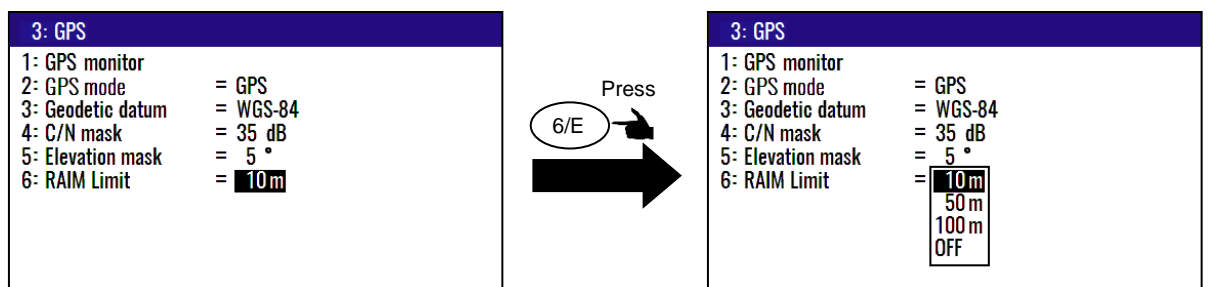 3: GPS
1: GPS monitor
2: GPS mode = GPS
3: Geodetic datum = WGS-84
4: C/N mask = 35 dB
5: Elevation mask = 5 °
6: RAIM Limit = 10 m
Press
6/E
3: GPS
1: GPS monitor
2: GPS mode = GPS
3: Geodetic datum = WGS-84
4: C/N mask = 35 dB
5: Elevation mask = 5 °
6: RAIM Limit = 10 m
50 m
100 m
OFF